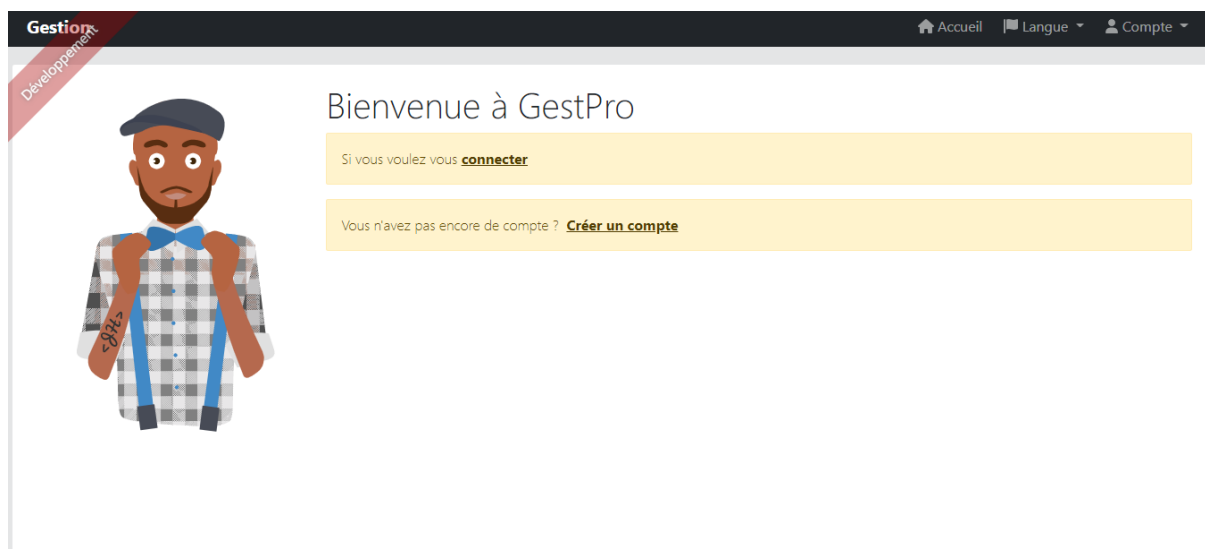 Gestion
Accueil
Langue
Compte
Développement
Bienvenue à GestPro
Si vous voulez vous connecter
Vous n'avez pas encore de compte ? Créer un compte
<JH>